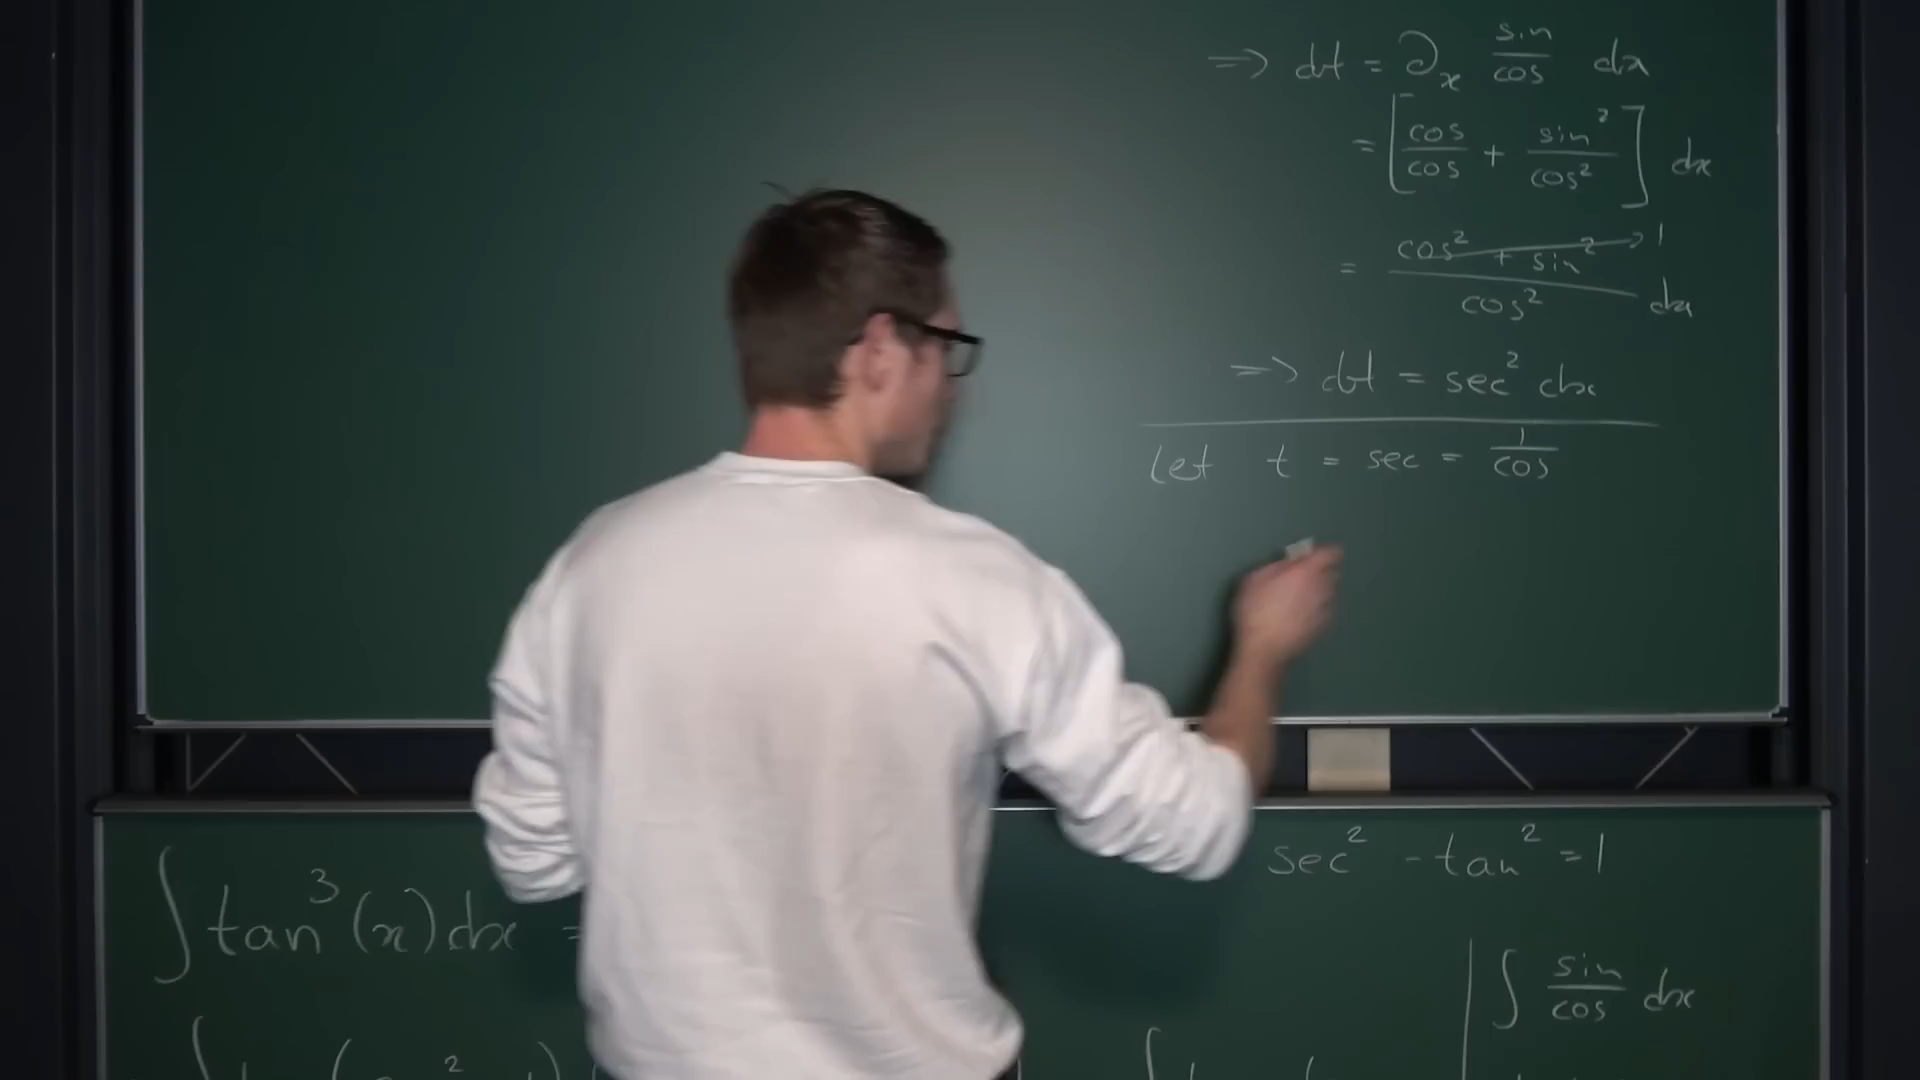 => dt = ∂ₓ sin/cos dx
= [cos/cos + sin²/cos²] dx
= cos² + sin² → 1 / cos² dx
=> dt = sec² dx
let t = sec = 1/cos
sec² - tan² = 1
∫ tan³(x) dx =
∫ sin/cos dx